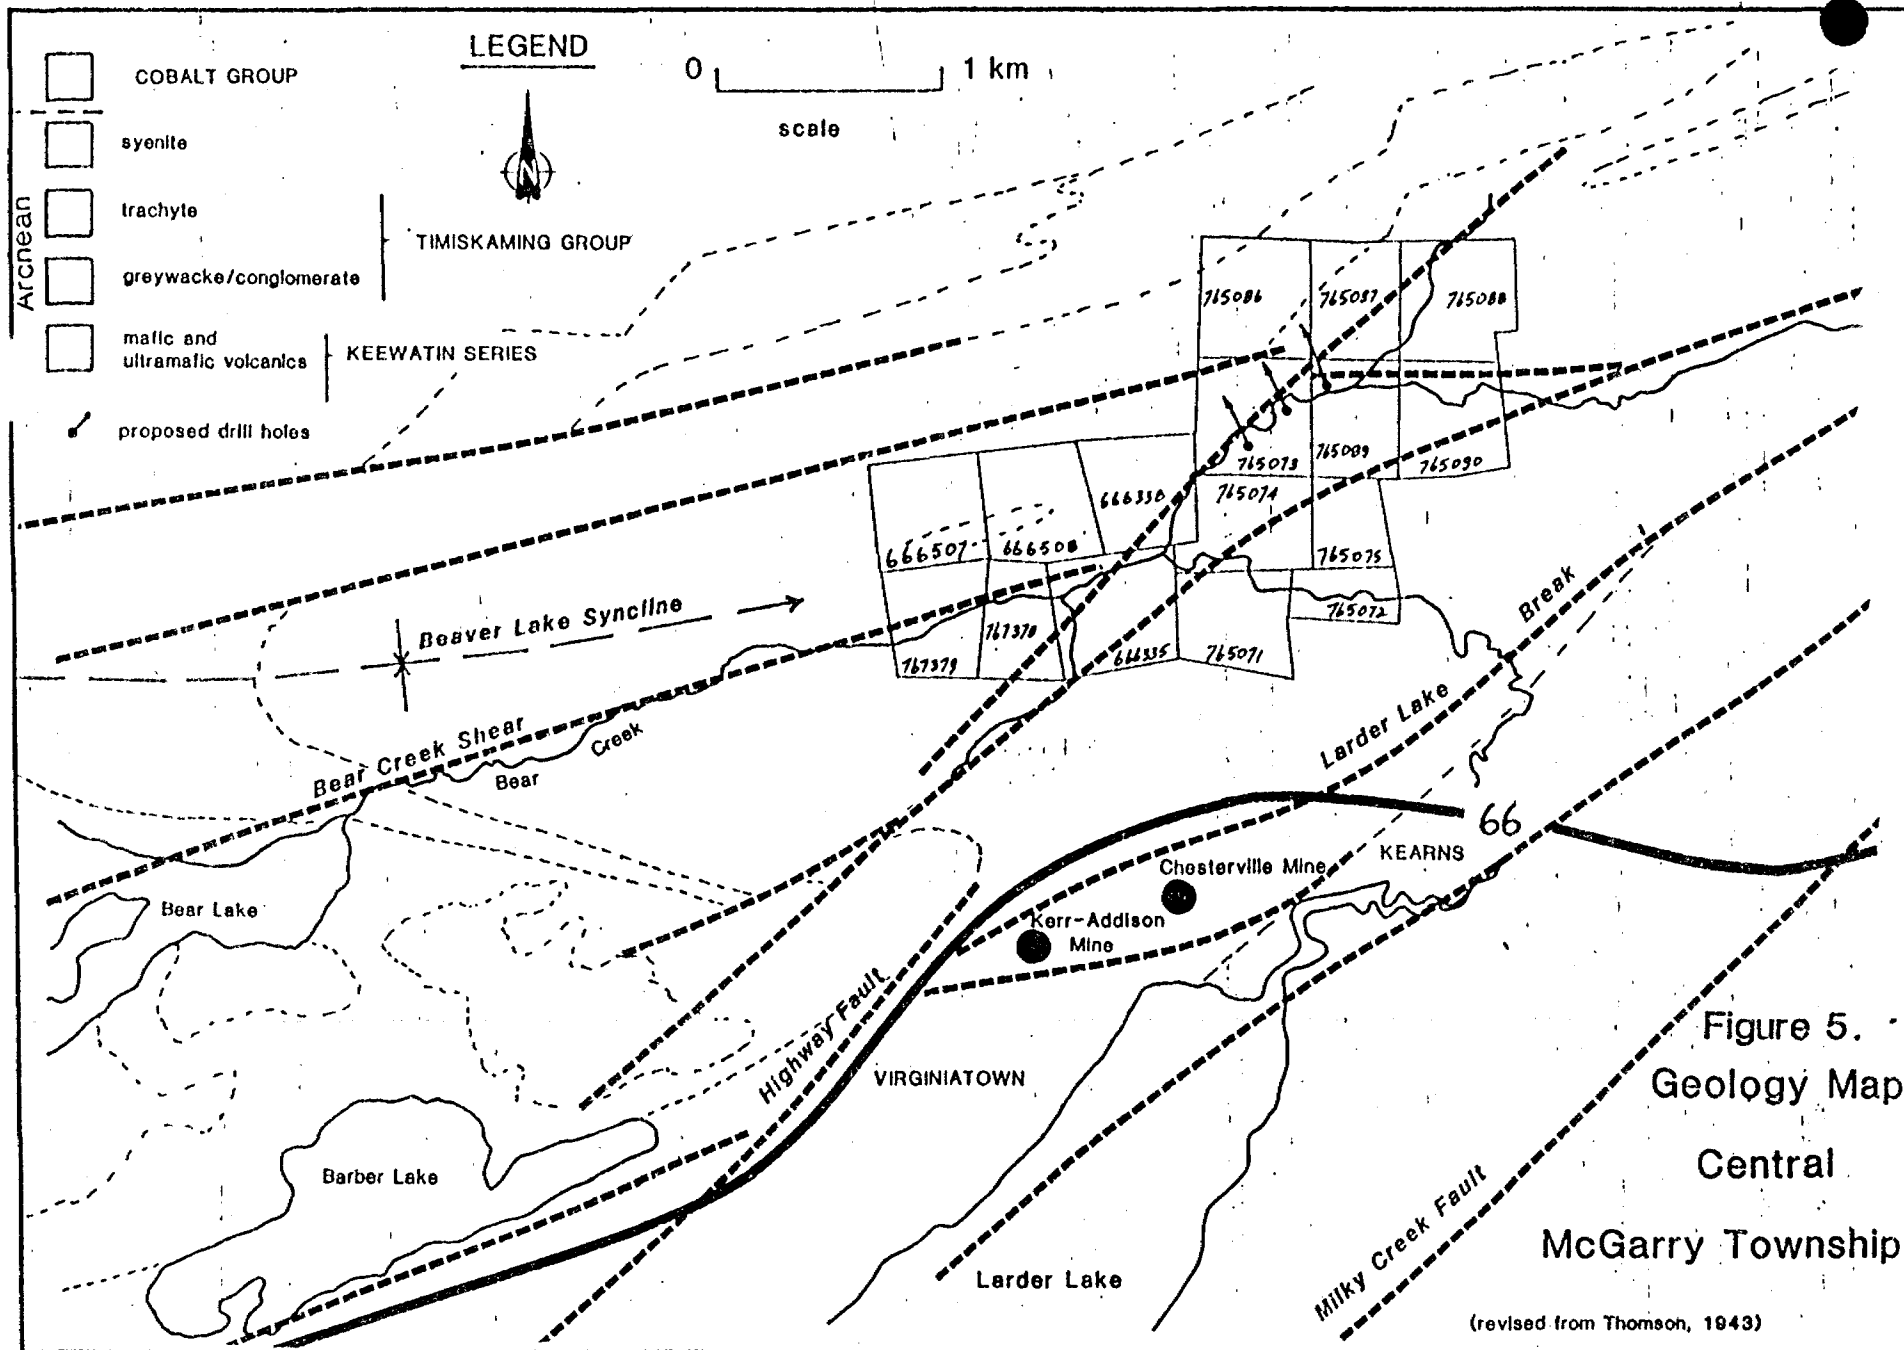 LEGEND
COBALT GROUP
syenite
trachyte
greywacke/conglomerate
TIMISKAMING GROUP
mafic and
ultramafic volcanics
KEEWATIN SERIES
proposed drill holes
Archean
N
0 1 km
scale
765086
765087
765088
765073
765089
765090
666330
765074
666507
666508
765075
765072
767378
767379
666335
765071
Beaver Lake Syncline
Bear Creek Shear
Bear
Creek
Larder Lake
Break
66
KEARNS
Chesterville Mine
Kerr-Addison
Mine
Bear Lake
Highway Fault
VIRGINIATOWN
Barber Lake
Larder Lake
Milky Creek Fault
Figure 5.
Geology Map
Central
McGarry Township
(revised from Thomson, 1943)